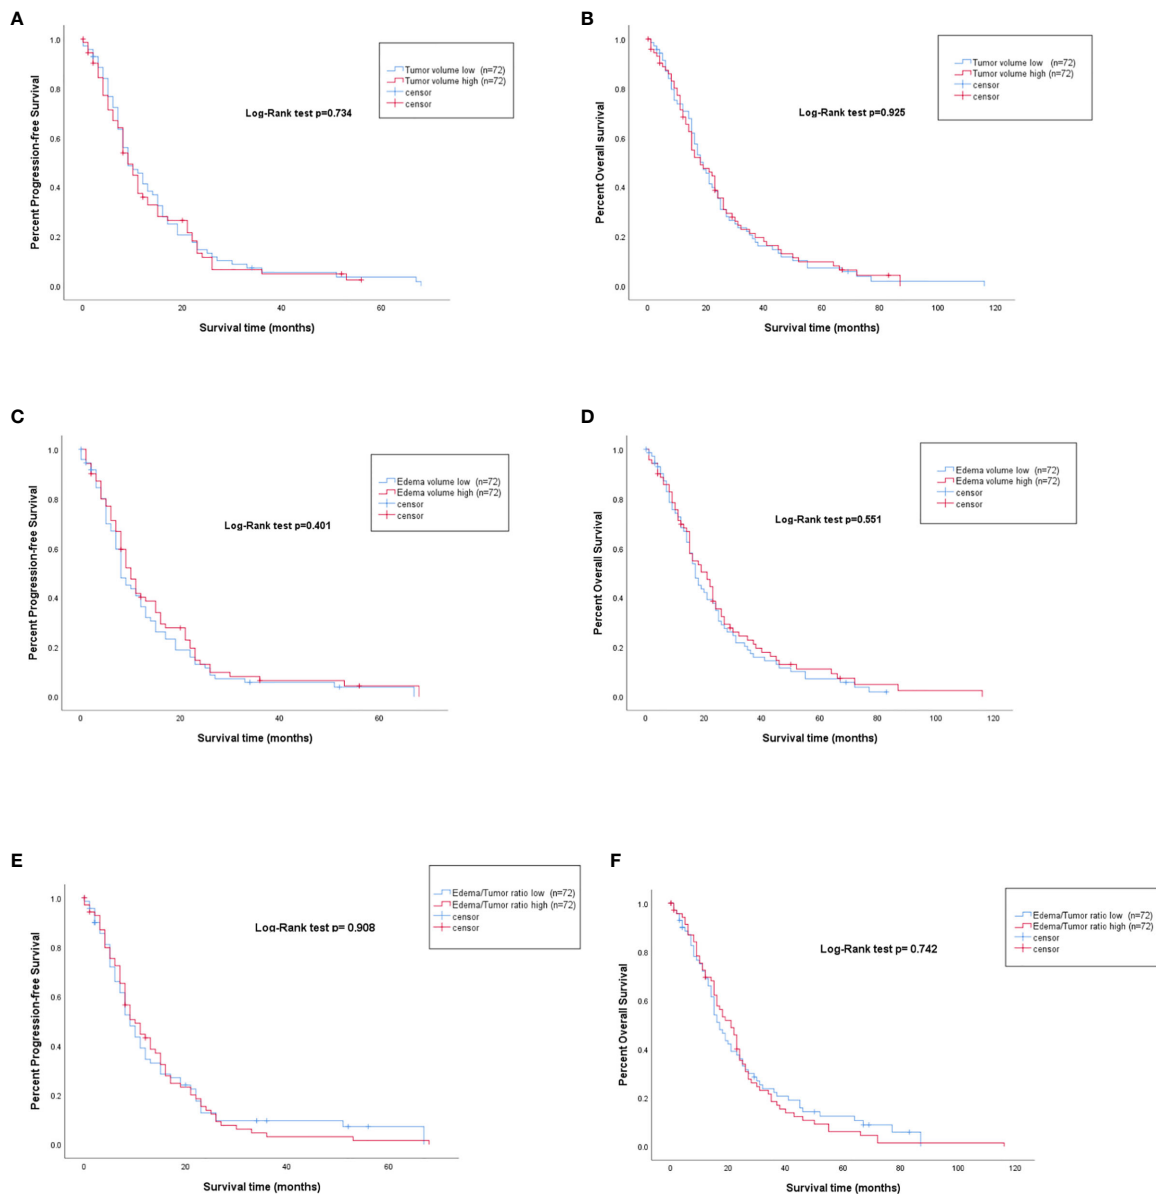 A
Percent Progression-free Survival
1.0
0.8
0.6
0.4
0.2
0.0
0
20
40
60
Survival time (months)
Log-Rank test p=0.734
Tumor volume low (n=72)
Tumor volume high (n=72)
censor
censor
B
Percent Overall survival
1.0
0.8
0.6
0.4
0.2
0.0
0
20
40
60
80
100
120
Survival time (months)
Log-Rank test p=0.925
Tumor volume low (n=72)
Tumor volume high (n=72)
censor
censor
C
Percent Progression-free Survival
1.0
0.8
0.6
0.4
0.2
0.0
0
20
40
60
Survival time (months)
Log-Rank test p=0.401
Edema volume low (n=72)
Edema volume high (n=72)
censor
censor
D
Percent Overall Survival
1.0
0.8
0.6
0.4
0.2
0.0
0
20
40
60
80
100
120
Survival time (months)
Log-Rank test p=0.551
Edema volume low (n=72)
Edema volume high (n=72)
censor
censor
E
Percent Progression-free Survival
1.0
0.8
0.6
0.4
0.2
0.0
0
20
40
60
Survival time (months)
Log-Rank test p= 0.908
Edema/Tumor ratio low (n=72)
Edema/Tumor ratio high (n=72)
censor
censor
F
Percent Overall Survival
1.0
0.8
0.6
0.4
0.2
0.0
0
20
40
60
80
100
120
Survival time (months)
Log-Rank test p= 0.742
Edema/Tumor ratio low (n=72)
Edema/Tumor ratio high (n=72)
censor
censor